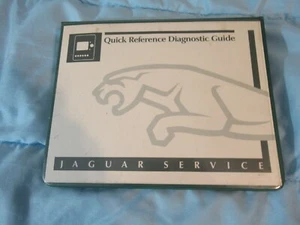 Quick Reference Diagnostic Guide
JAGUAR SERVICE